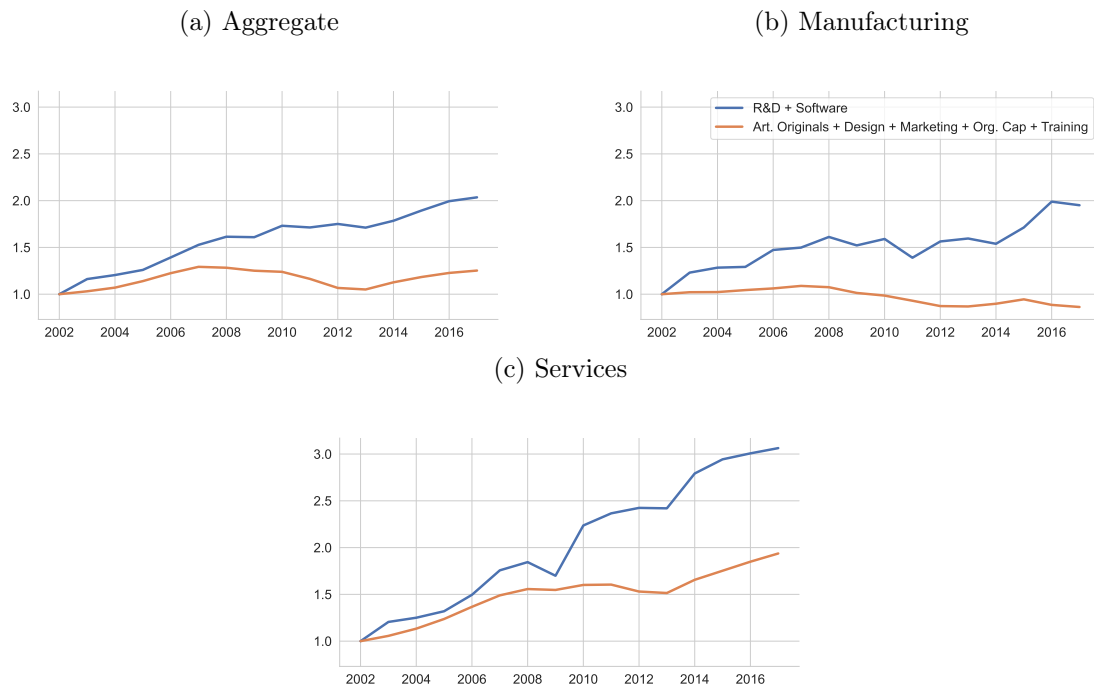 (a) Aggregate
(b) Manufacturing
3.0
2.5
2.0
1.5
1.0
2002 2004 2006 2008 2010 2012 2014 2016
3.0
2.5
2.0
1.5
1.0
R&D + Software
Art. Originals + Design + Marketing + Org. Cap + Training
2002 2004 2006 2008 2010 2012 2014 2016
(c) Services
3.0
2.5
2.0
1.5
1.0
2002 2004 2006 2008 2010 2012 2014 2016